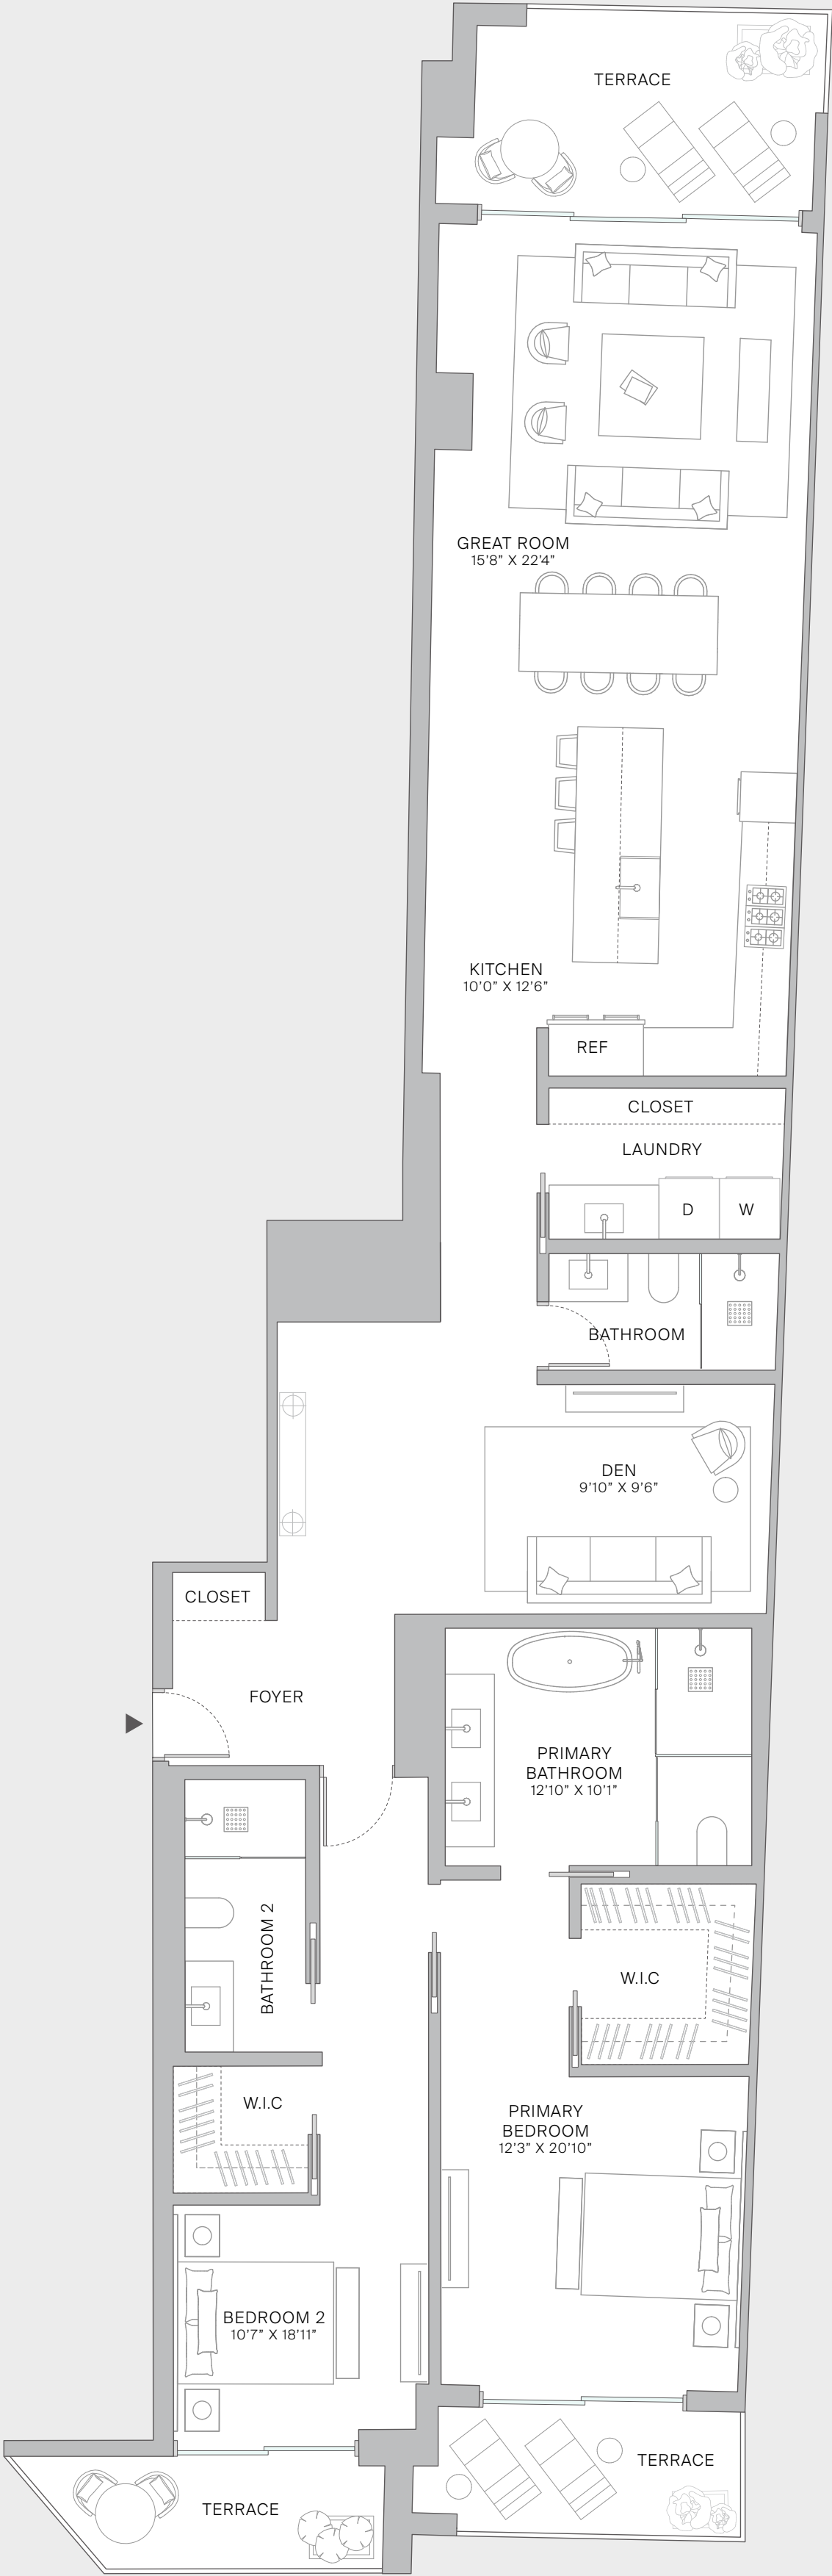 TERRACE
GREAT ROOM
15'8" X 22'4"
KITCHEN
10'0" X 12'6"
REF
CLOSET
LAUNDRY
D
W
BATHROOM
DEN
9'10" X 9'6"
CLOSET
FOYER
PRIMARY
BATHROOM
12'10" X 10'1"
BATHROOM 2
W.I.C
W.I.C
PRIMARY
BEDROOM
12'3" X 20'10"
BEDROOM 2
10'7" X 18'11"
TERRACE
TERRACE